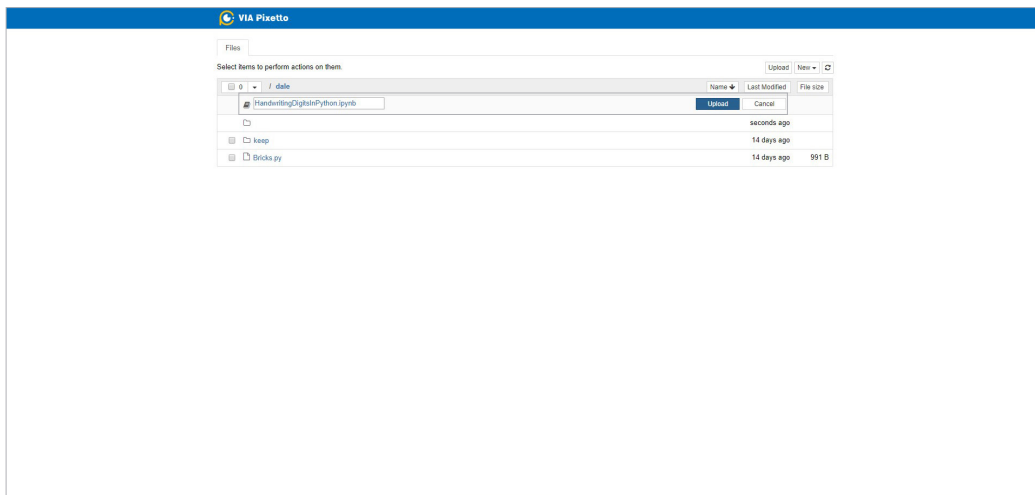 VIA Pixetto
Files
Select items to perform actions on them.
Upload New
0 / dale Name Last Modified File size
HandwritingDigitsInPython.ipynb Upload Cancel
seconds ago
keep 14 days ago
Bricks.py 14 days ago 991 B